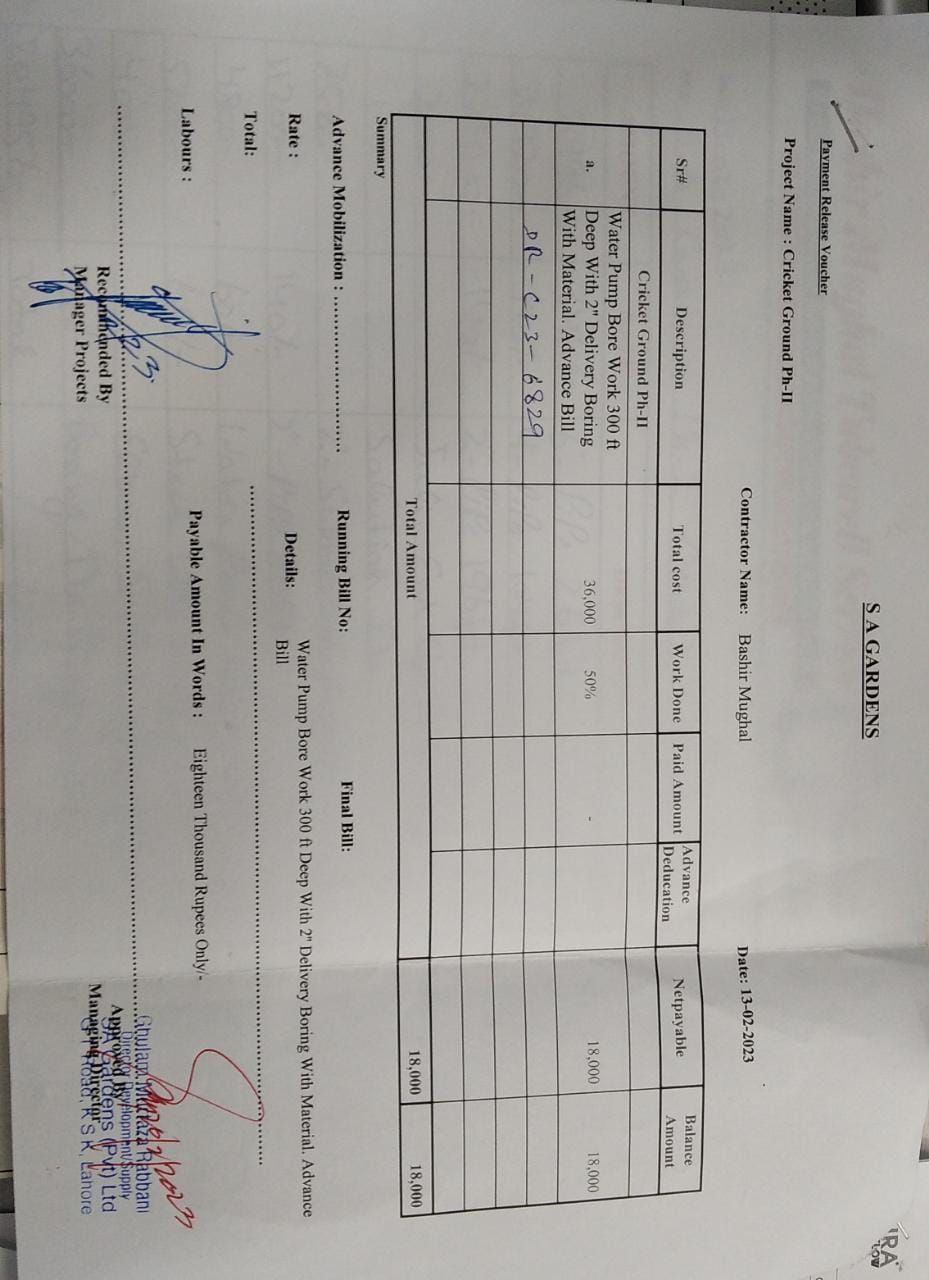 S A GARDENS
Payment Release Voucher
Project Name : Cricket Ground Ph-II
Contractor Name: Bashir Mughal
Date: 13-02-2023
Sr# Description Total cost Work Done Paid Amount Advance Deducation Netpayable Balance Amount
Cricket Ground Ph-II
a. Water Pump Bore Work 300 ft Deep With 2" Delivery Boring With Material. Advance Bill 36,000 50% - 18,000 18,000
DR-C23-6829
Total Amount 18,000 18,000
Summary
Advance Mobilization : .................... Running Bill No: Final Bill:
Rate : Details: Water Pump Bore Work 300 ft Deep With 2" Delivery Boring With Material. Advance
Bill
Total:
Labours : Payable Amount In Words : Eighteen Thousand Rupees Only/-
Recommended By
Manager Projects
Approved By
Managing Director
Ghulam Murtaza Rabbani
Director Development/Supply
SA Gardens (Pvt) Ltd
GT Road, K S K, Lahore